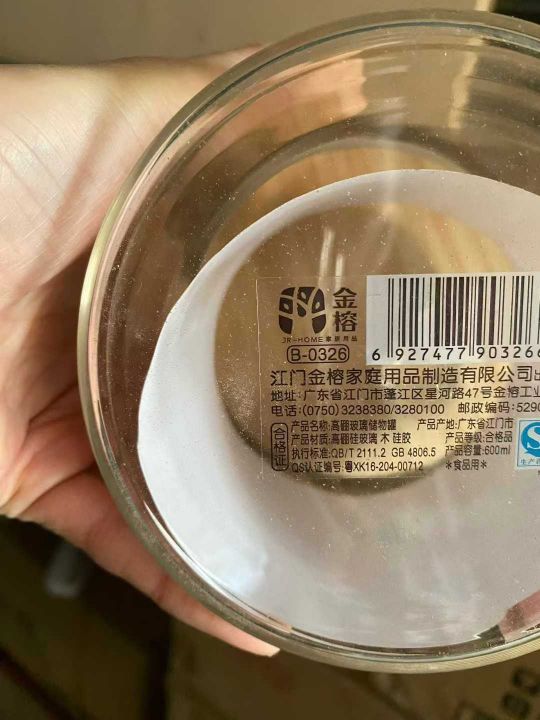 金榕
JR-HOME 家居用品
B-0326
6 927477 903266
江门金榕家庭用品制造有限公司出
地址:广东省江门市蓬江区星河路47号金榕工业
电话:(0750) 3238380/3280100 邮政编码:5290
合格证
产品名称:高硼玻璃储物罐 产品产地:广东省江门市
产品材质:高硼硅玻璃 木 硅胶 产品等级:合格品
执行标准:QB/T 2111.2 GB 4806.5 产品容量:600ml
QS认证编号:粤XK16-204-00712 *食品用*